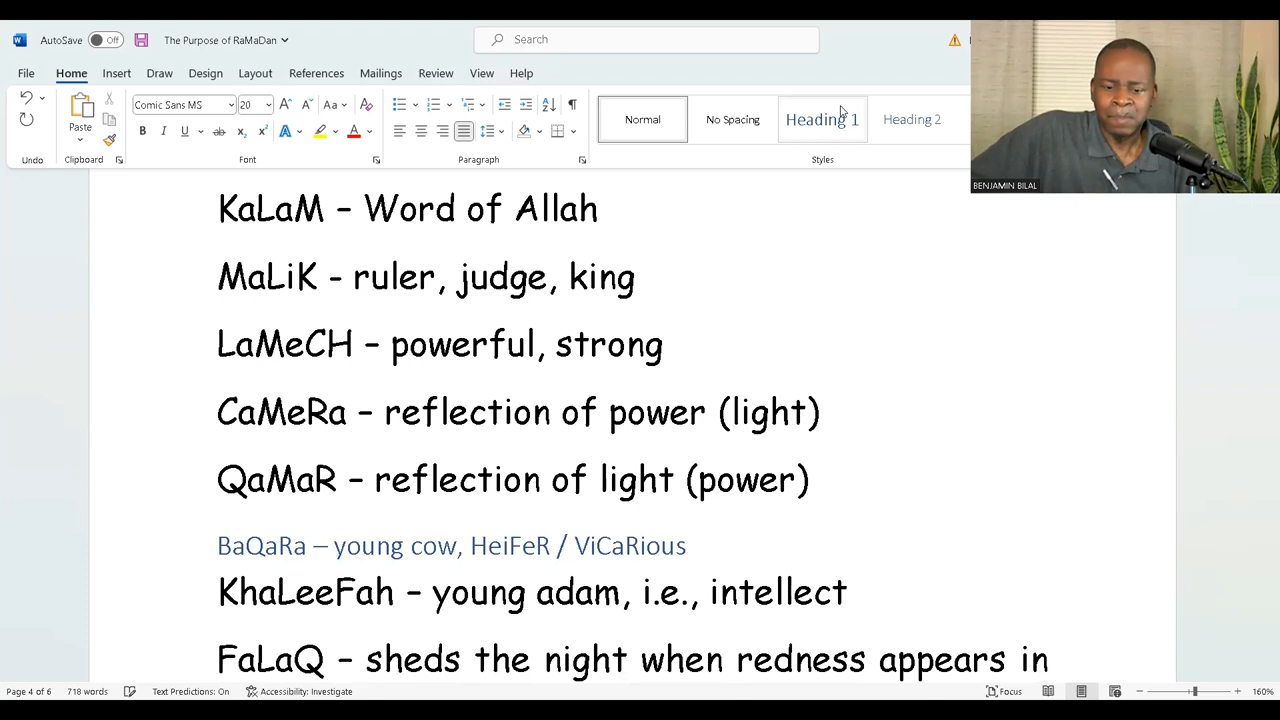 AutoSave Off The Purpose of RaMaDan Search
File Home Insert Draw Design Layout References Mailings Review View Help
Comic Sans MS 20 Aa Normal No Spacing Heading 1 Heading 2
Paste
B I U ab x₂ x² A A
Undo Clipboard Font Paragraph Styles
BENJAMIN BILAL
KaLaM – Word of Allah
MaLiK - ruler, judge, king
LaMeCH – powerful, strong
CaMeRa – reflection of power (light)
QaMaR – reflection of light (power)
BaQaRa – young cow, HeiFeR / ViCaRious
KhaLeeFah – young adam, i.e., intellect
FaLaQ – sheds the night when redness appears in
Page 4 of 6 718 words Text Predictions: On Accessibility: Investigate Focus 160%